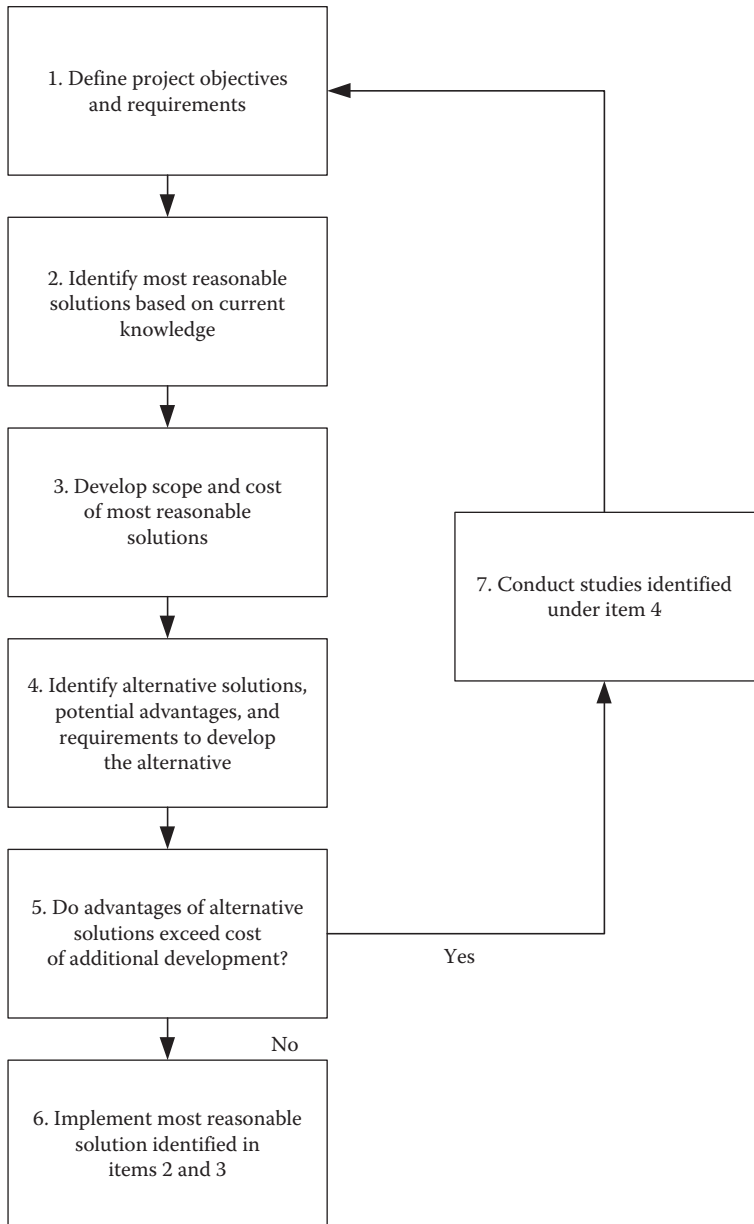 1. Define project objectives
and requirements
2. Identify most reasonable
solutions based on current
knowledge
3. Develop scope and cost
of most reasonable
solutions
7. Conduct studies identified
under item 4
4. Identify alternative solutions,
potential advantages, and
requirements to develop
the alternative
5. Do advantages of alternative
solutions exceed cost
of additional development?
Yes
No
6. Implement most reasonable
solution identified in
items 2 and 3